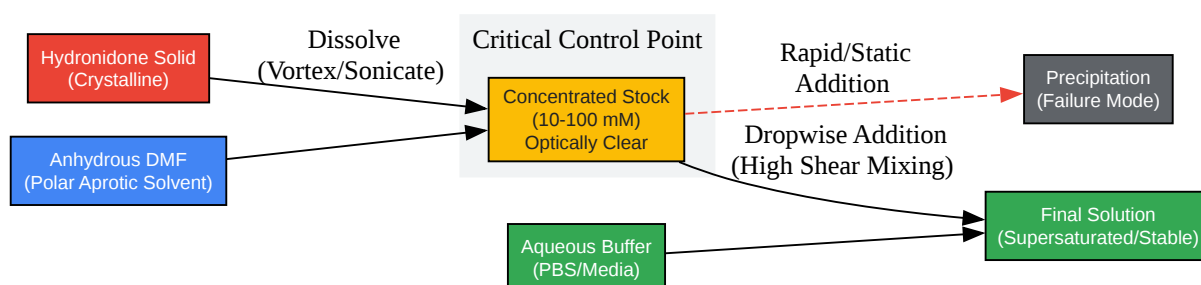 Hydronidone Solid
(Crystalline)
Dissolve
(Vortex/Sonicate)
Critical Control Point
Concentrated Stock
(10-100 mM)
Optically Clear
Rapid/Static
Addition
Precipitation
(Failure Mode)
Anhydrous DMF
(Polar Aprotic Solvent)
Dropwise Addition
(High Shear Mixing)
Aqueous Buffer
(PBS/Media)
Final Solution
(Supersaturated/Stable)